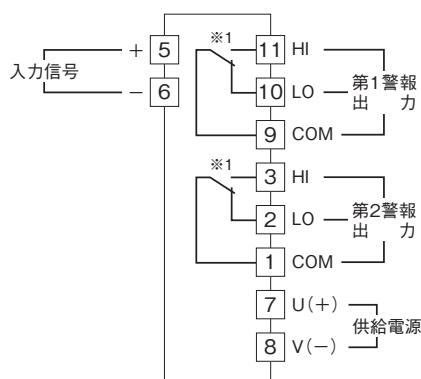 入力信号
+ 5
− 6
※1
11 HI
10 LO
9 COM
第1警報
出 力
※1
3 HI
2 LO
1 COM
第2警報
出 力
7 U(+)
8 V(−)
供給電源